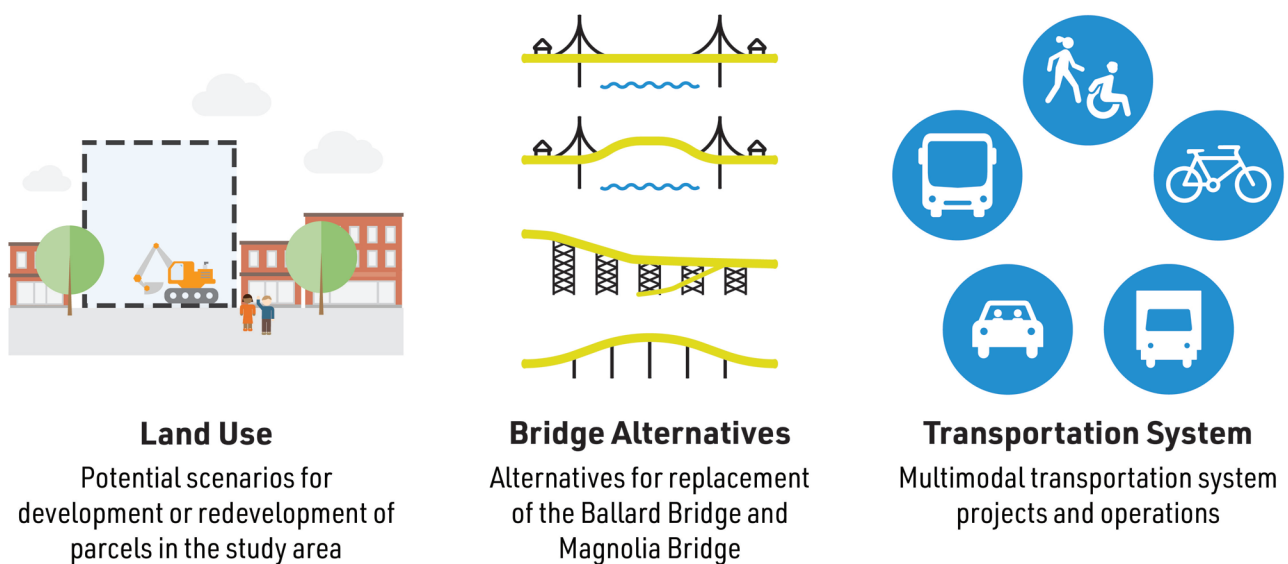 Land Use
Potential scenarios for
development or redevelopment of
parcels in the study area
Bridge Alternatives
Alternatives for replacement
of the Ballard Bridge and
Magnolia Bridge
Transportation System
Multimodal transportation system
projects and operations